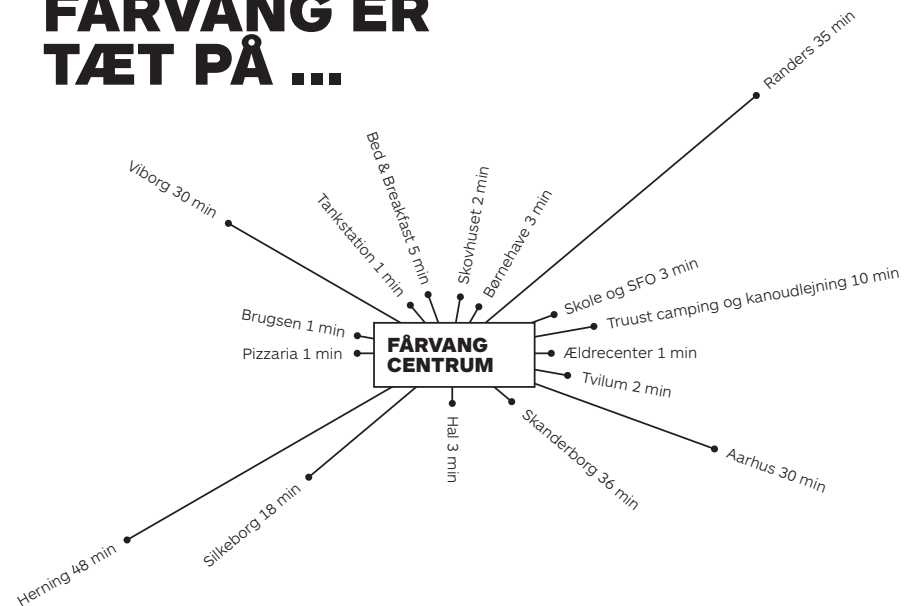 FÅRVANG ER
TÆT PÅ ...
Randers 35 min
Bed & Breakfast 5 min
Viborg 30 min
Skovhuset 2 min
Tankstation 1 min
Børnehave 3 min
Skole og SFO 3 min
Truust camping og kanoudlejning 10 min
Brugsen 1 min
FÅRVANG
CENTRUM
Pizzaria 1 min
Ældrecenter 1 min
Tvilum 2 min
Hal 3 min
Skanderborg 36 min
Aarhus 30 min
Silkeborg 18 min
Herning 48 min